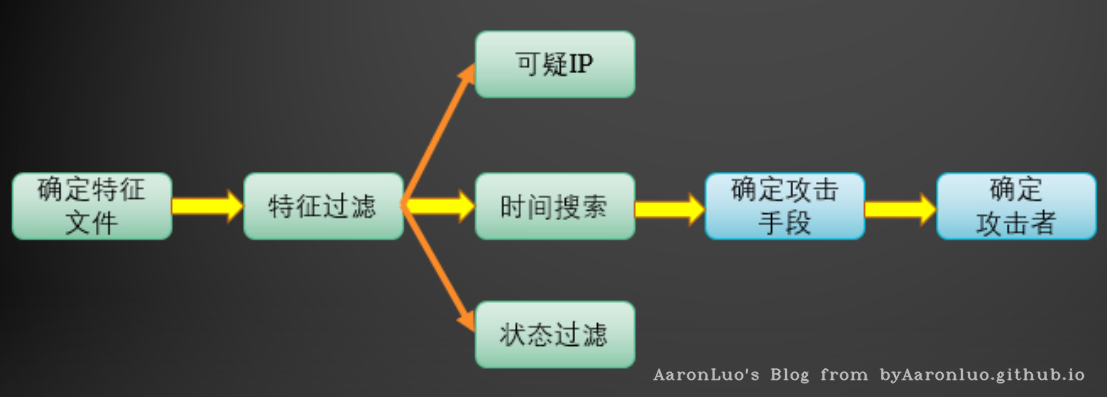 可疑IP
确定特征
文件
特征过滤
时间搜索
确定攻击
手段
确定
攻击者
状态过滤
AaronLuo's Blog from byAaronluo.github.io